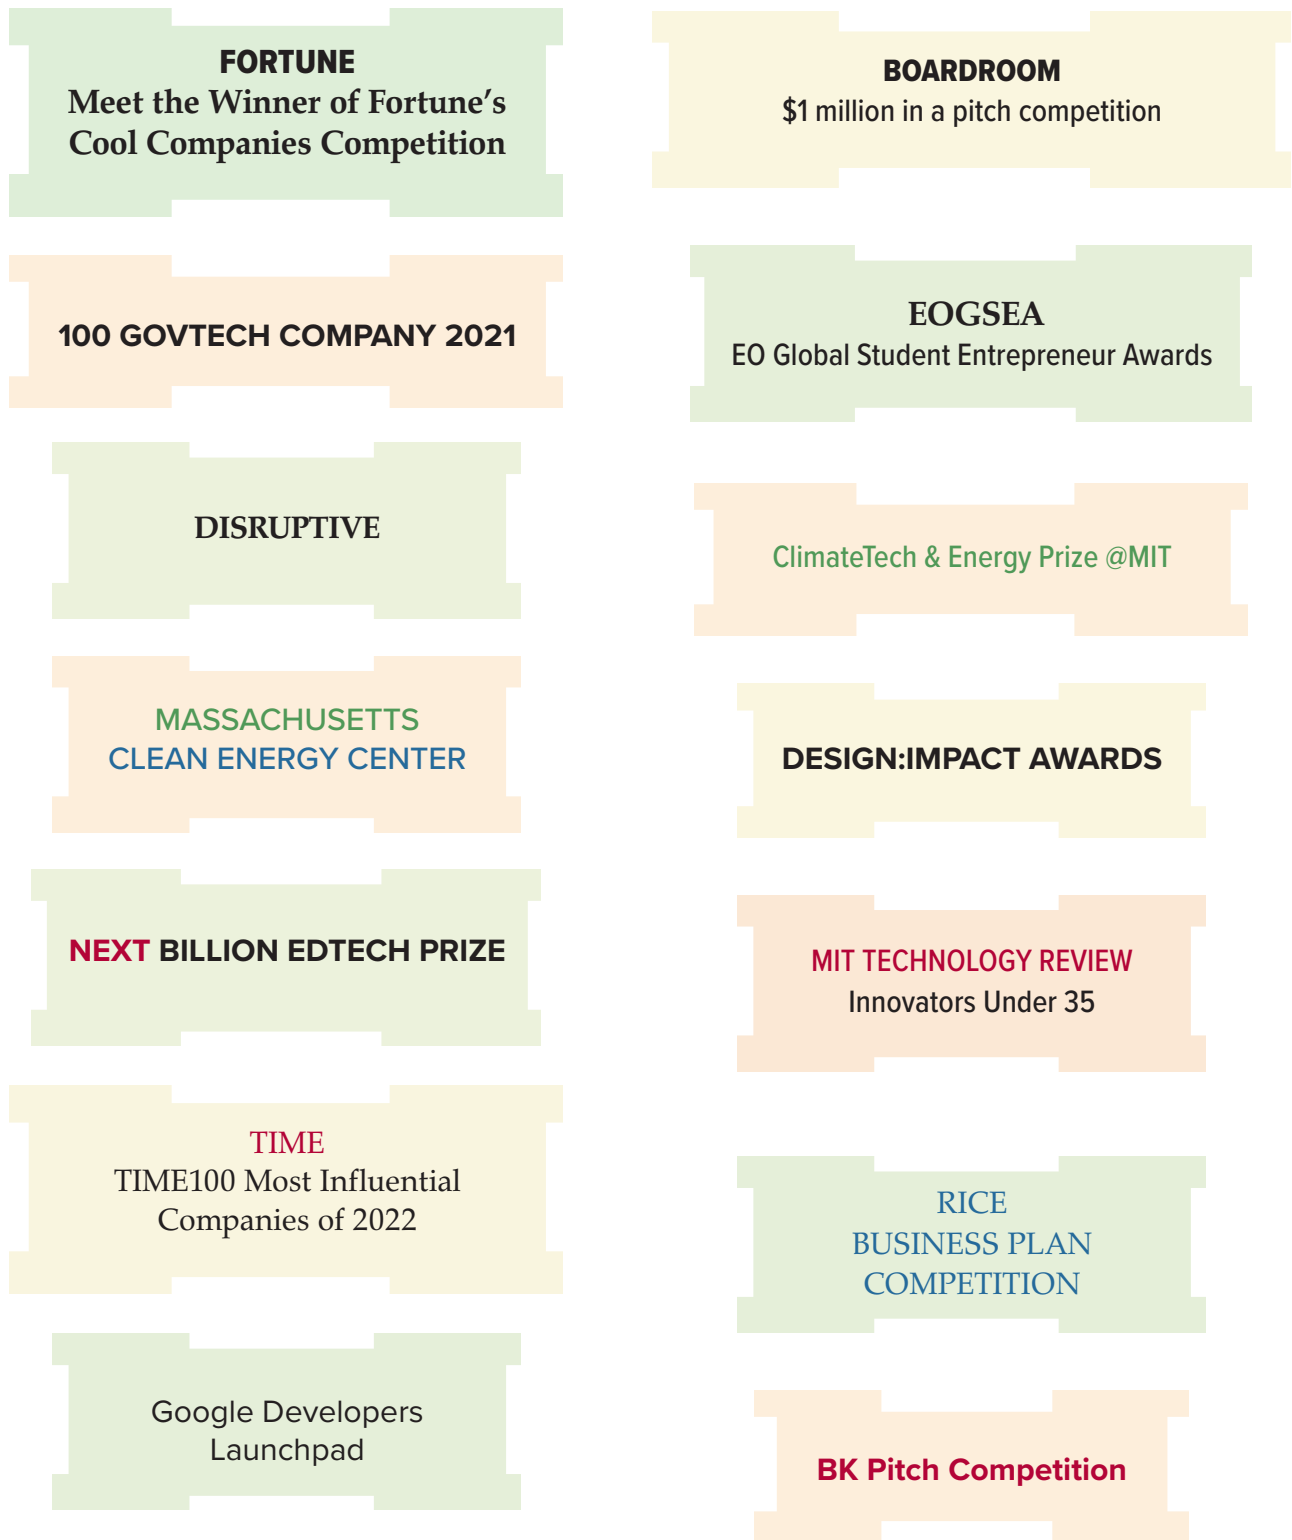 FORTUNE
Meet the Winner of Fortune’s
Cool Companies Competition
100 GOVTECH COMPANY 2021
DISRUPTIVE
MASSACHUSETTS
CLEAN ENERGY CENTER
NEXT BILLION EDTECH PRIZE
TIME
TIME100 Most Influential
Companies of 2022
Google Developers
Launchpad
BOARDROOM
$1 million in a pitch competition
EOGSEA
EO Global Student Entrepreneur Awards
ClimateTech & Energy Prize @MIT
DESIGN:IMPACT AWARDS
MIT TECHNOLOGY REVIEW
Innovators Under 35
RICE
BUSINESS PLAN
COMPETITION
BK Pitch Competition